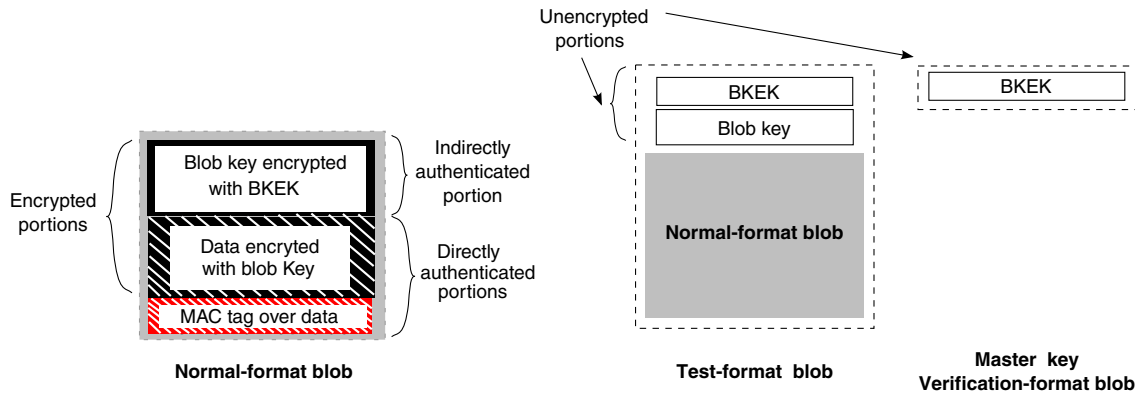 Unencrypted
portions
BKEK
Blob key
Normal-format blob
BKEK
Encrypted
portions
Blob key encrypted
with BKEK
Data encryted
with blob Key
MAC tag over data
Indirectly
authenticated
portion
Directly
authenticated
portions
Normal-format blob
Test-format blob
Master key
Verification-format blob